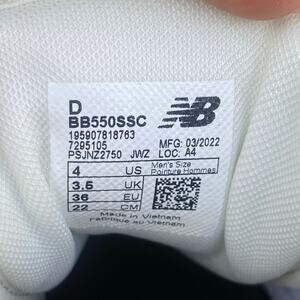 D
BB550SSC
195907818763
7295105 MFG: 03/2022
PSJNZ2750 JWZ LOC: A4
4 US Men's Size
Pointure Hommes
3.5 UK
36 EU
22 CM
Made in Vietnam
Fabriqué au Vietnam
NB